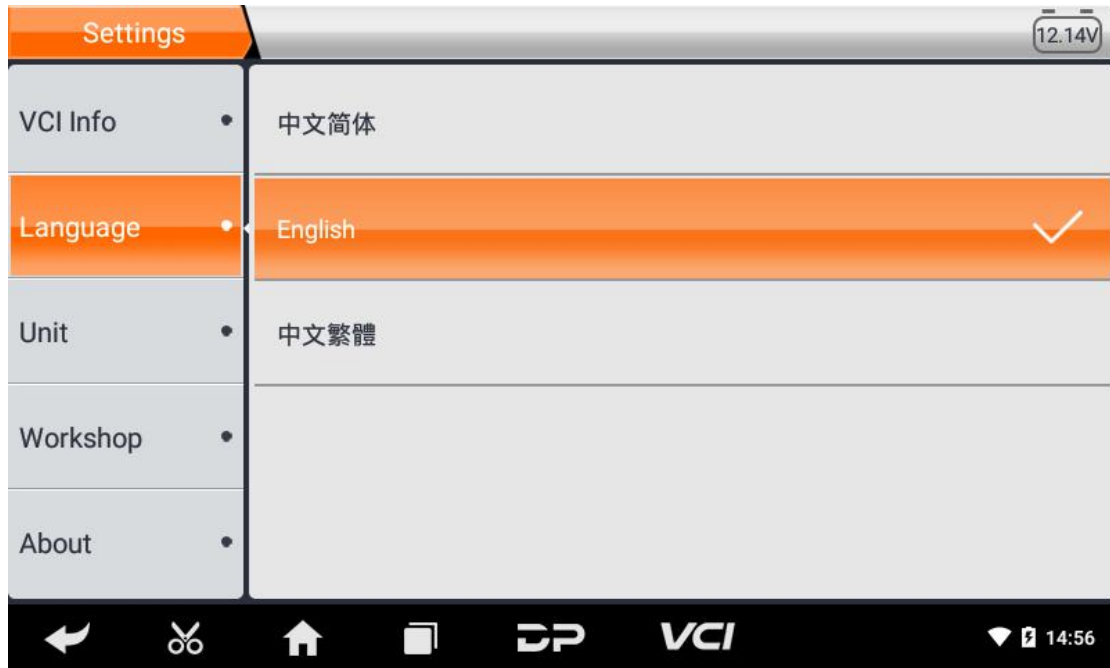 Settings
12.14V
VCI Info
中文简体
Language
English
Unit
中文繁體
Workshop
About
DP
VCI
14:56